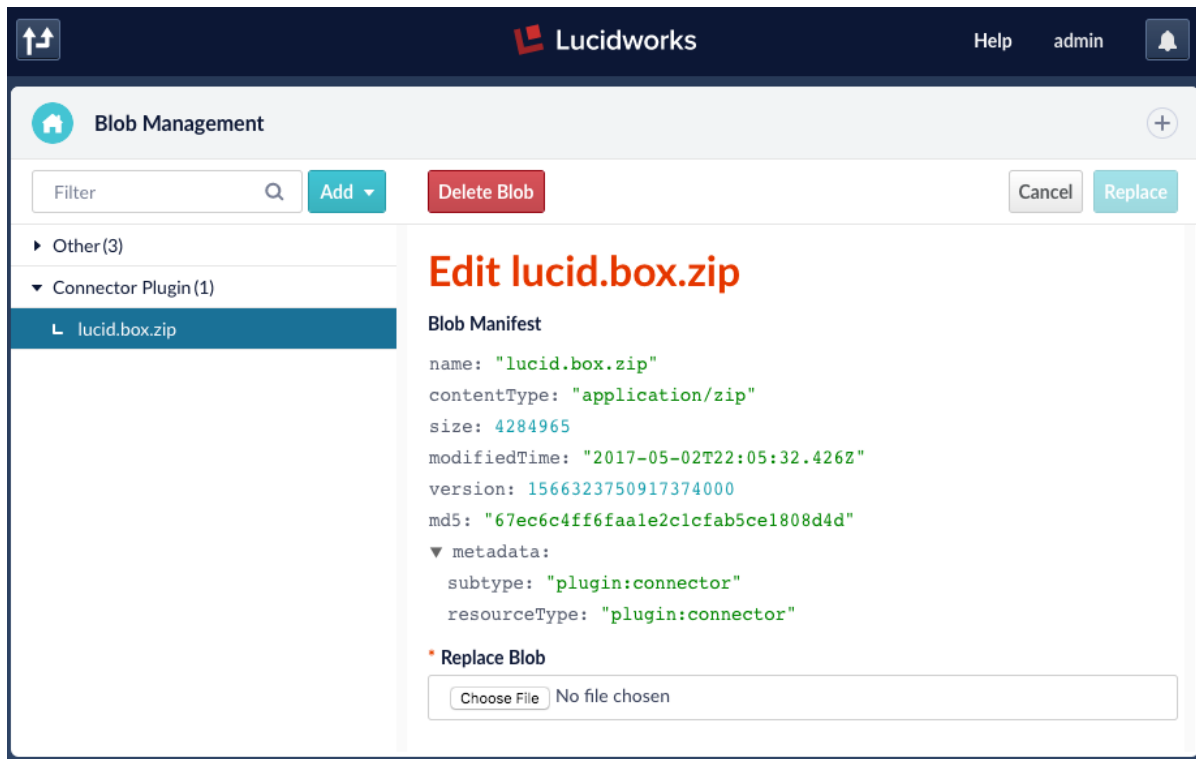 Lucidworks
Help admin
Blob Management
Filter Add Delete Blob Cancel Replace
Other (3)
Connector Plugin (1)
lucid.box.zip
Edit lucid.box.zip
Blob Manifest
name: "lucid.box.zip"
contentType: "application/zip"
size: 4284965
modifiedTime: "2017-05-02T22:05:32.426Z"
version: 1566323750917374000
md5: "67ec6c4ff6faa1e2c1cfab5ce1808d4d"
metadata:
subtype: "plugin:connector"
resourceType: "plugin:connector"
* Replace Blob
Choose File No file chosen